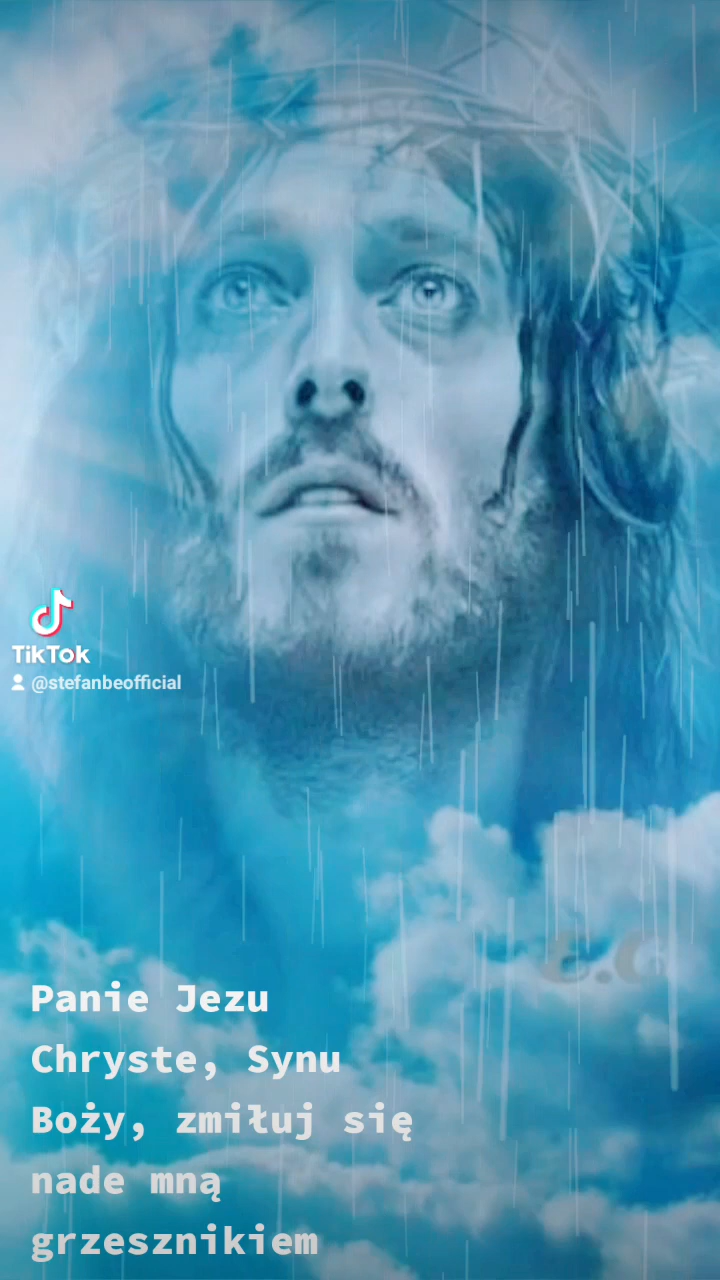 TikTok
@stefanbeofficial
E.C
Panie Jezu
Chryste, Synu
Boży, zmiłuj się
nade mną
grzesznikiem